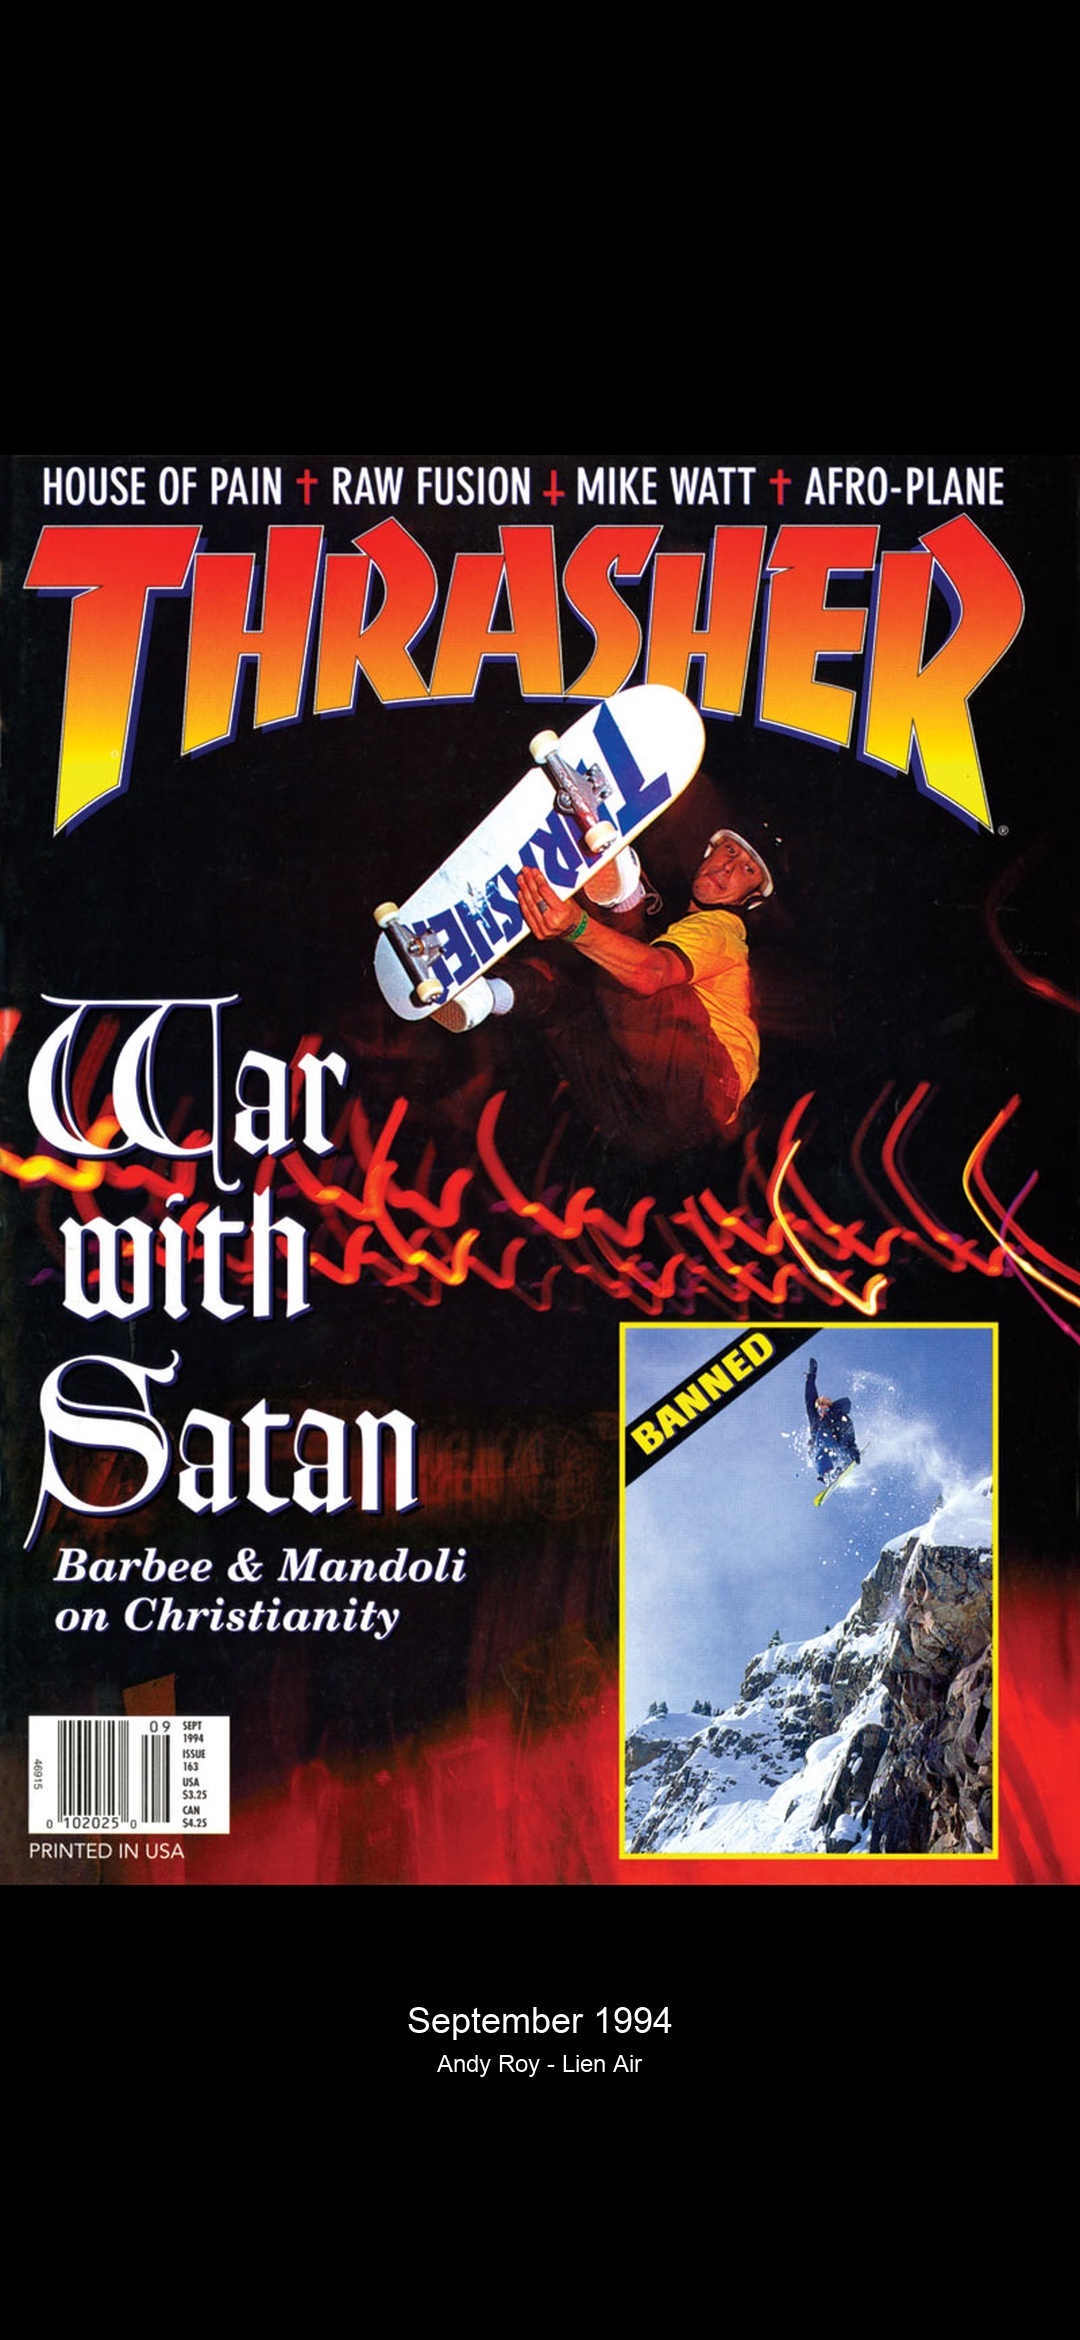 HOUSE OF PAIN † RAW FUSION † MIKE WATT † AFRO-PLANE
THRASHER®
THRASHER
War
with
Satan
Barbee & Mandoli
on Christianity
BANNED
09
SEPT
1994
ISSUE
163
USA
$3.25
CAN
$4.25
46915
0 102025 0
PRINTED IN USA
September 1994
Andy Roy - Lien Air